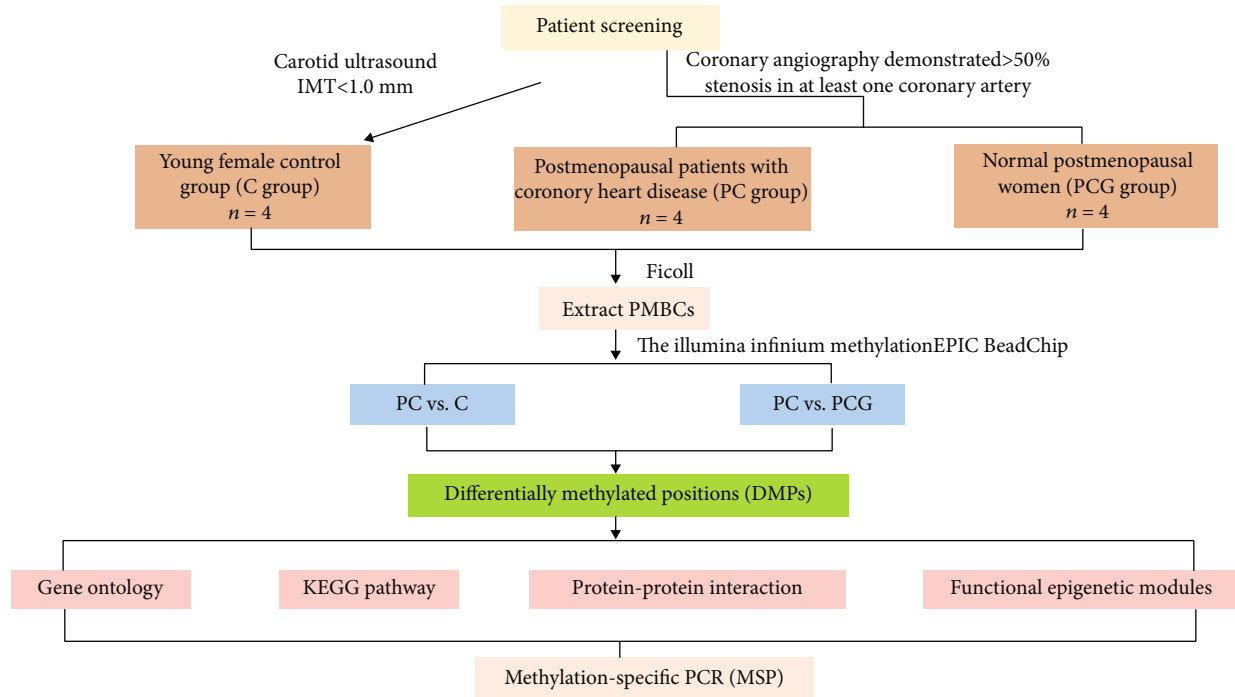 Patient screening
Carotid ultrasound
IMT<1.0 mm
Coronary angiography demonstrated>50%
stenosis in at least one coronary artery
Young female control
group (C group)
n = 4
Postmenopausal patients with
coronory heart disease (PC group)
n = 4
Normal postmenopausal
women (PCG group)
n = 4
Ficoll
Extract PMBCs
The illumina infinium methylationEPIC BeadChip
PC vs. C
PC vs. PCG
Differentially methylated positions (DMPs)
Gene ontology
KEGG pathway
Protein-protein interaction
Functional epigenetic modules
Methylation-specific PCR (MSP)